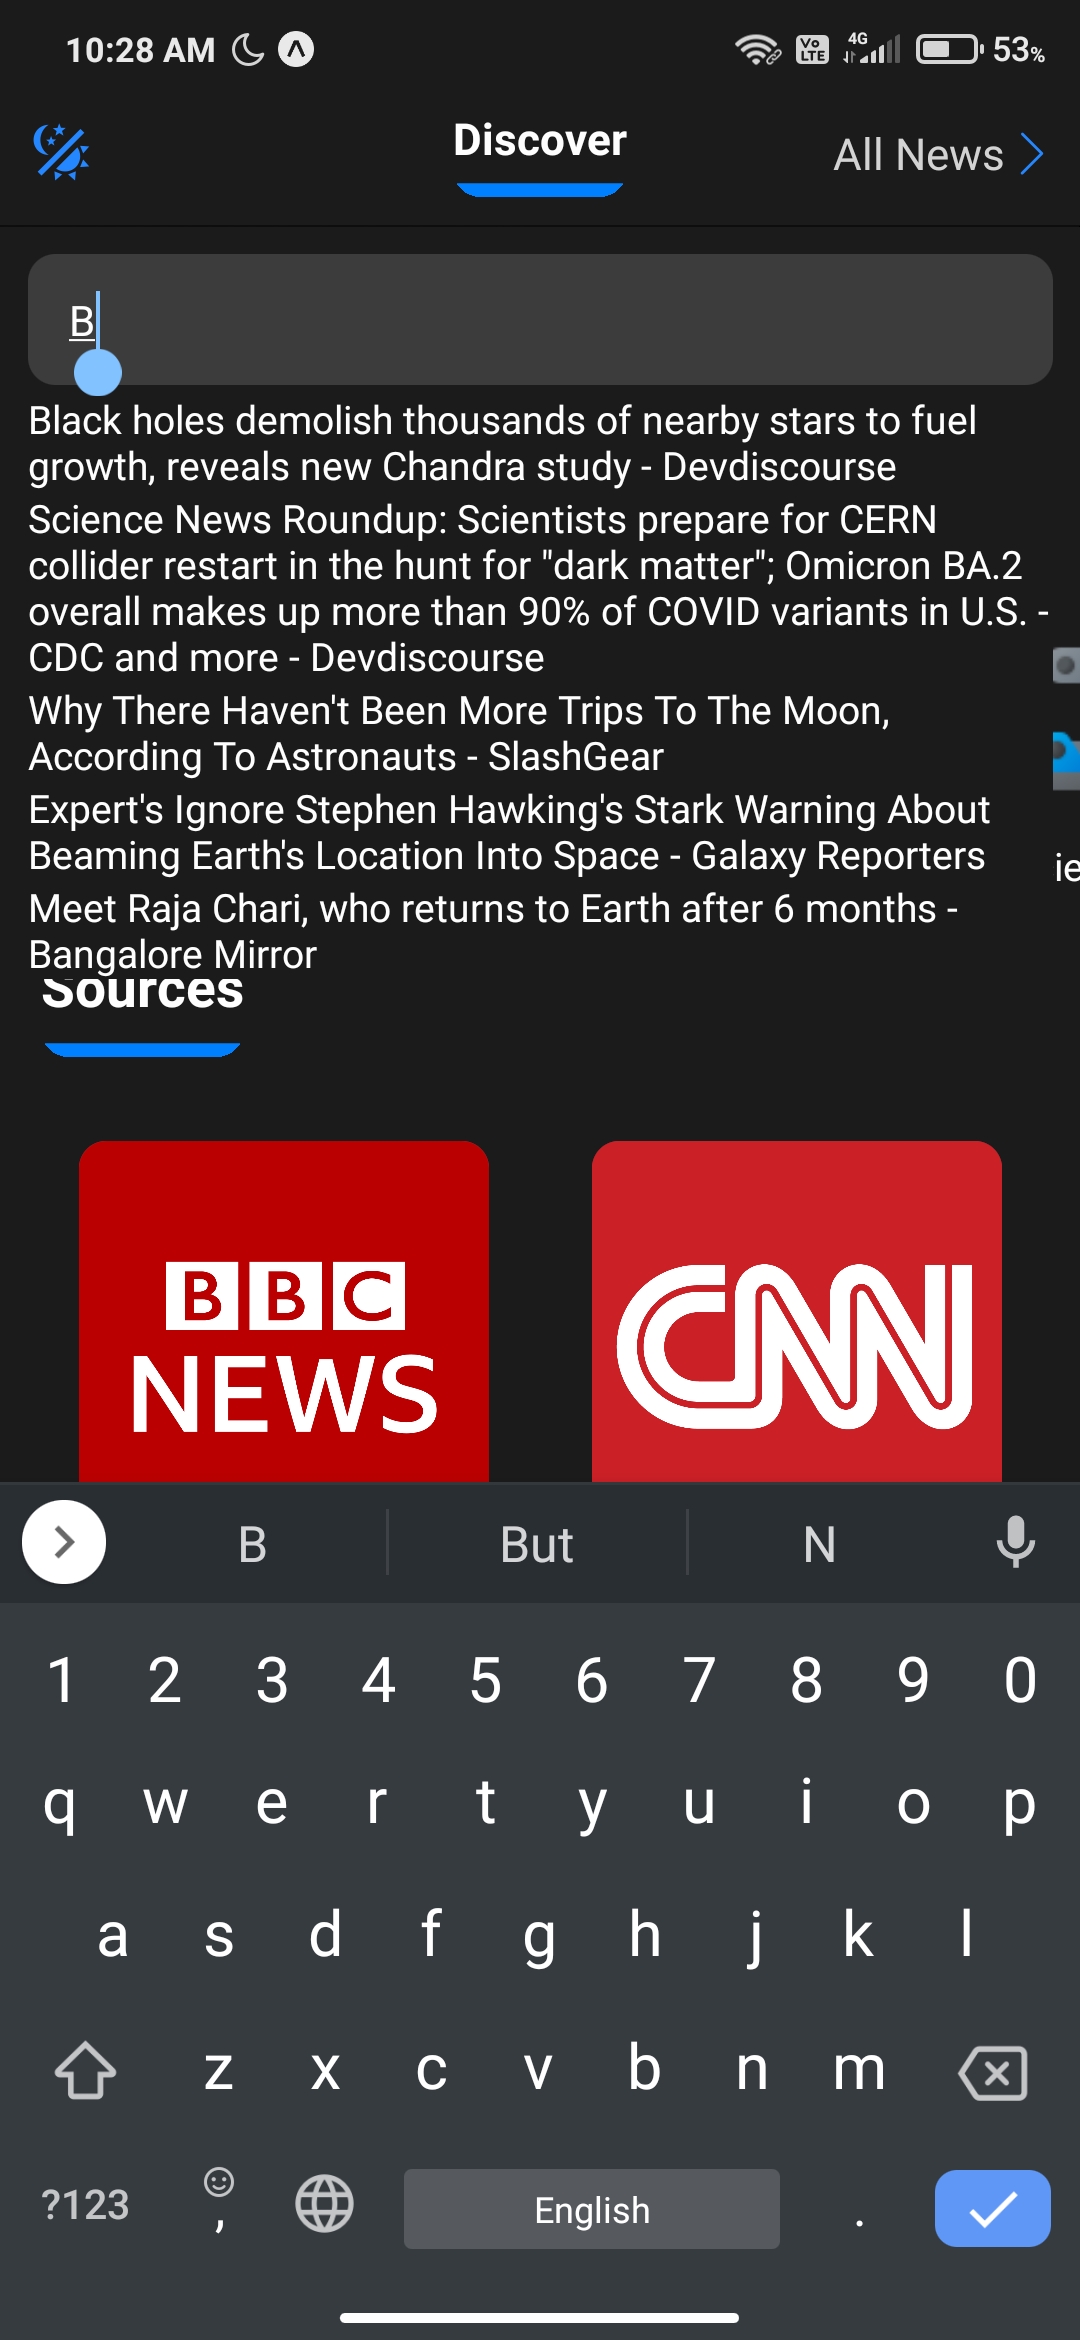 10:28 AM
Vo LTE
4G
53%
Discover
All News
B
Black holes demolish thousands of nearby stars to fuel
growth, reveals new Chandra study - Devdiscourse
Science News Roundup: Scientists prepare for CERN
collider restart in the hunt for "dark matter"; Omicron BA.2
overall makes up more than 90% of COVID variants in U.S. -
CDC and more - Devdiscourse
Why There Haven't Been More Trips To The Moon,
According To Astronauts - SlashGear
Expert's Ignore Stephen Hawking's Stark Warning About
Beaming Earth's Location Into Space - Galaxy Reporters
ie
Meet Raja Chari, who returns to Earth after 6 months -
Bangalore Mirror
Sources
BBC
NEWS
CNN
B But N
1 2 3 4 5 6 7 8 9 0
q w e r t y u i o p
a s d f g h j k l
z x c v b n m
?123 , English .